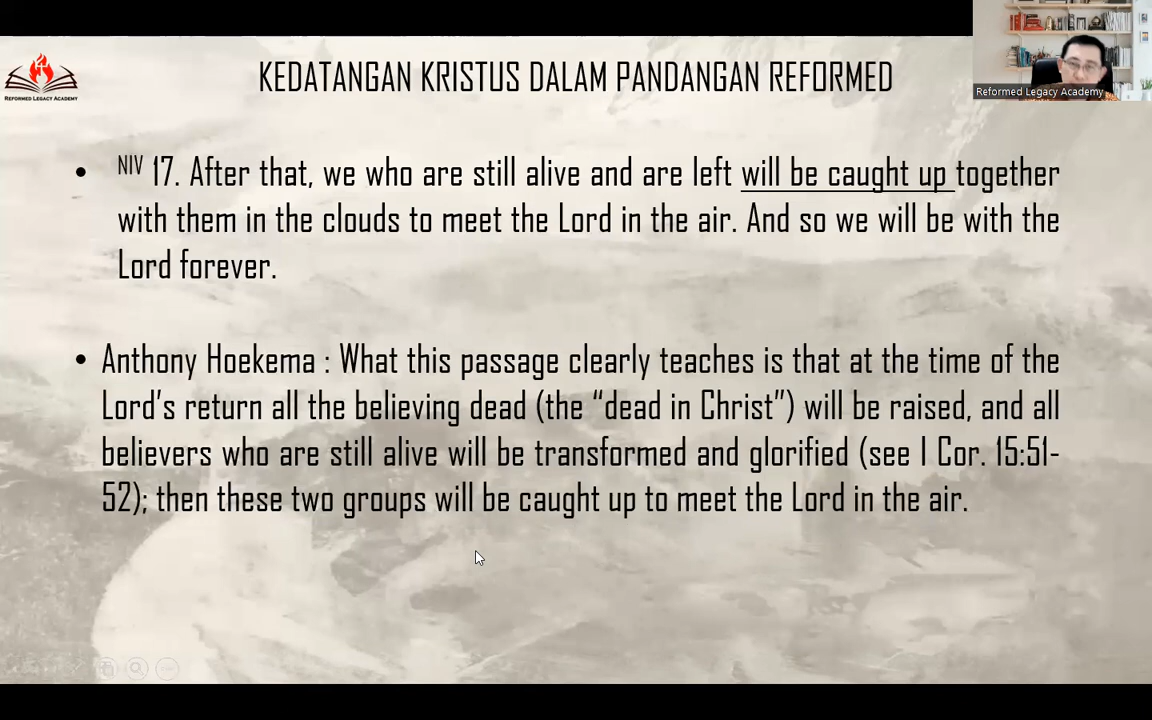 KEDATANGAN KRISTUS DALAM PANDANGAN REFORMED
REFORMED LEGACY ACADEMY
Reformed Legacy Academy
• NIV 17. After that, we who are still alive and are left will be caught up together
with them in the clouds to meet the Lord in the air. And so we will be with the
Lord forever.
• Anthony Hoekema : What this passage clearly teaches is that at the time of the
Lord’s return all the believing dead (the “dead in Christ”) will be raised, and all
believers who are still alive will be transformed and glorified (see I Cor. 15:51-
52); then these two groups will be caught up to meet the Lord in the air.